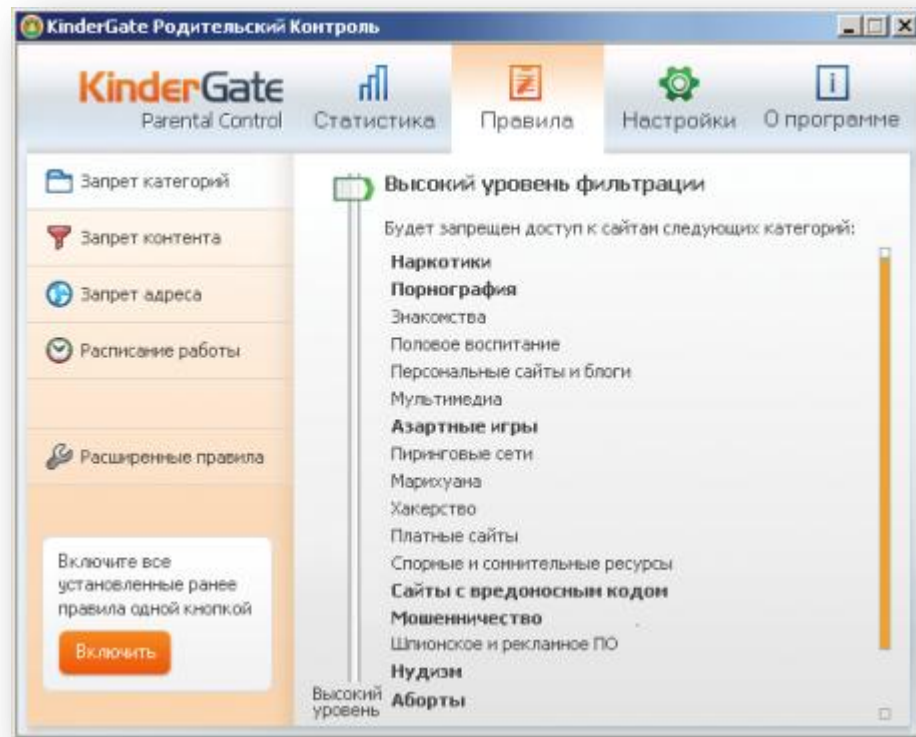 KinderGate Родительский Контроль
KinderGate
Parental Control
Статистика
Правила
Настройки
О программе
Запрет категорий
Запрет контента
Запрет адреса
Расписание работы
Расширенные правила
Включите все
установленные ранее
правила одной кнопкой
Включить
Высокий уровень фильтрации
Будет запрещен доступ к сайтам следующих категорий:
Наркотики
Порнография
Знакомства
Половое воспитание
Персональные сайты и блоги
Мультимедиа
Азартные игры
Пиринговые сети
Марихуана
Хакерство
Платные сайты
Спорные и сомнительные ресурсы
Сайты с вредоносным кодом
Мошенничество
Шпионское и рекламное ПО
Нудизм
Аборты
Высокий
уровень